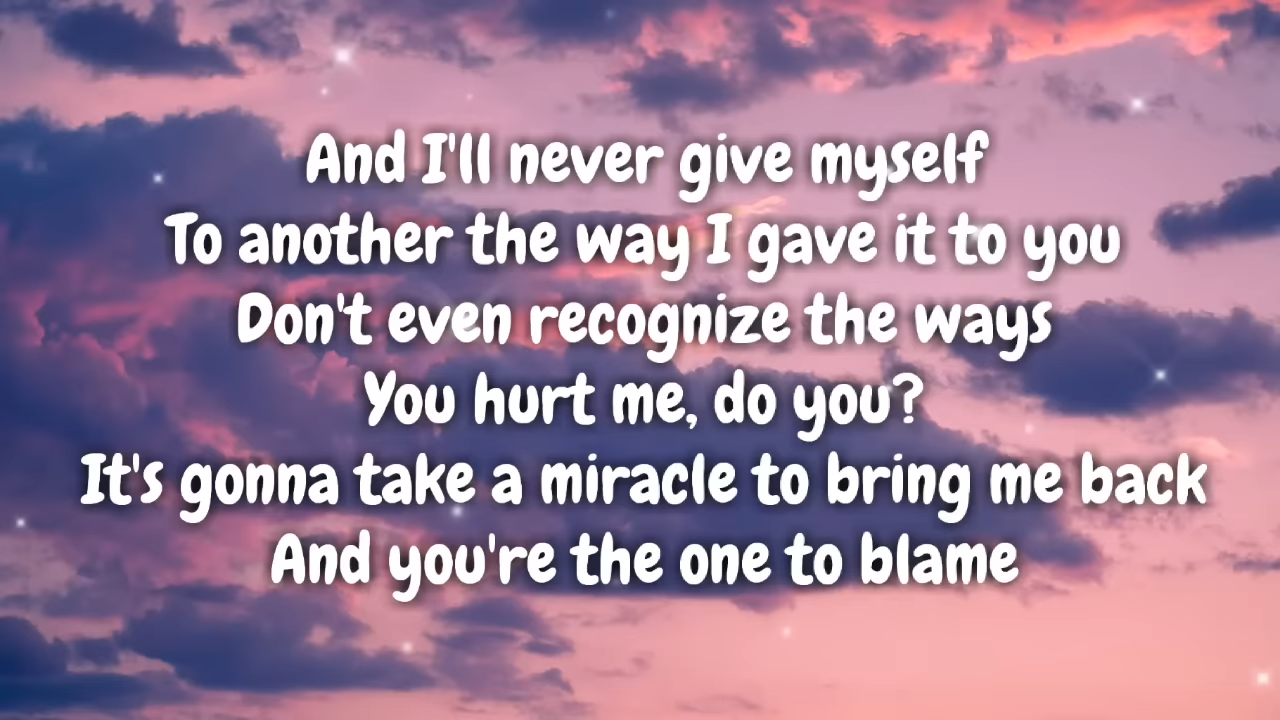 And I'll never give myself
To another the way I gave it to you
Don't even recognize the ways
You hurt me, do you?
It's gonna take a miracle to bring me back
And you're the one to blame